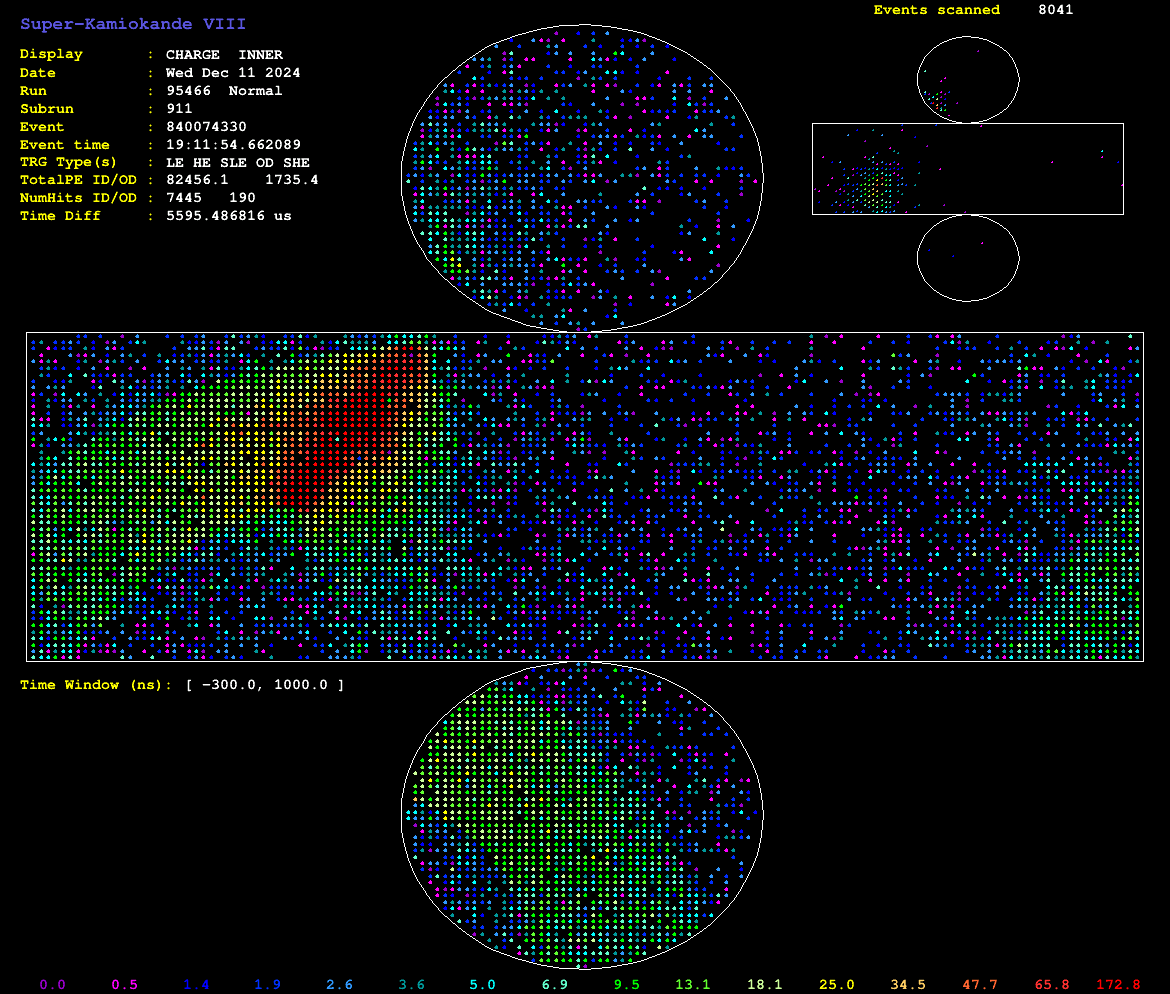 Super-Kamiokande VIII
Events scanned 8041
Display : CHARGE INNER
Date : Wed Dec 11 2024
Run : 95466 Normal
Subrun : 911
Event : 840074330
Event time : 19:11:54.662089
TRG Type(s) : LE HE SLE OD SHE
TotalPE ID/OD : 82456.1 1735.4
NumHits ID/OD : 7445 190
Time Diff : 5595.486816 us
Time Window (ns): [ −300.0, 1000.0 ]
0.0 0.5 1.4 1.9 2.6 3.6 5.0 6.9 9.5 13.1 18.1 25.0 34.5 47.7 65.8 172.8